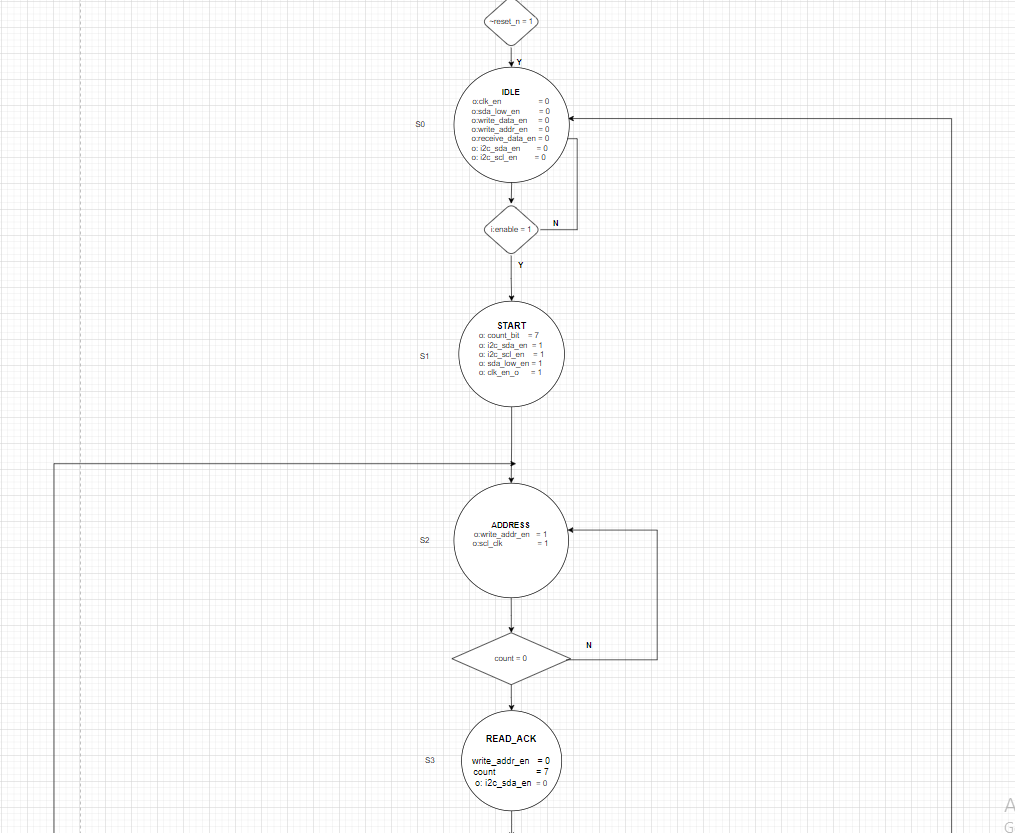 ~reset_n = 1
Y
IDLE
o:clk_en = 0
o:sda_low_en = 0
o:write_data_en = 0
o:write_addr_en = 0
o:receive_data_en = 0
o: i2c_sda_en = 0
o: i2c_scl_en = 0
S0
i:enable = 1
N
Y
START
o: count_bit = 7
o: i2c_sda_en = 1
o: i2c_scl_en = 1
o: sda_low_en = 1
o: clk_en_o = 1
S1
ADDRESS
o:write_addr_en = 1
o:scl_clk = 1
S2
count = 0
N
READ_ACK
write_addr_en = 0
count = 7
o: i2c_sda_en = 0
S3